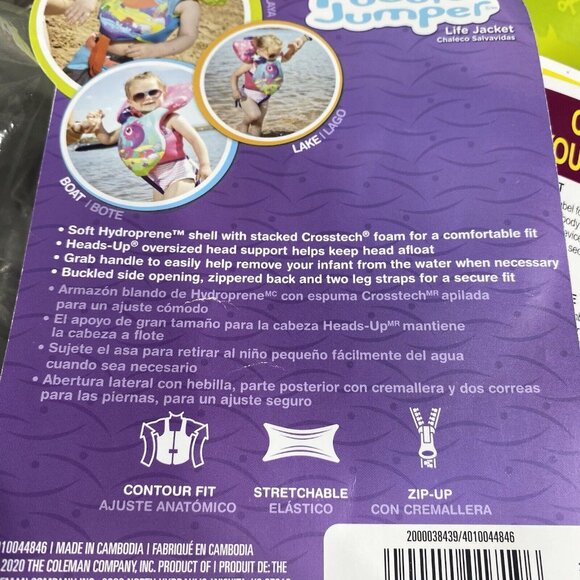 Jumper®
Life Jacket
Chaleco Salvavidas
LAKE / LAGO
BOAT / BOTE
• Soft Hydroprene™ shell with stacked Crosstech® foam for a comfortable fit
• Heads-Up® oversized head support helps keep head afloat
• Grab handle to easily help remove your infant from the water when necessary
• Buckled side opening, zippered back and two leg straps for a secure fit
• Armazón blando de HydropreneMC con espuma CrosstechMR apilada
para un ajuste cómodo
• El apoyo de gran tamaño para la cabeza Heads-UpMR mantiene
la cabeza a flote
• Sujete el asa para retirar al niño pequeño fácilmente del agua
cuando sea necesario
• Abertura lateral con hebilla, parte posterior con cremallera y dos correas
para las piernas, para un ajuste seguro
CONTOUR FIT
AJUSTE ANATÓMICO
STRETCHABLE
ELÁSTICO
ZIP-UP
CON CREMALLERA
2000038439/4010044846
10044846 | MADE IN CAMBODIA | FABRIQUÉ EN CAMBODIA
2020 THE COLEMAN COMPANY, INC. PRODUCT OF | PRODUIT DE | THE